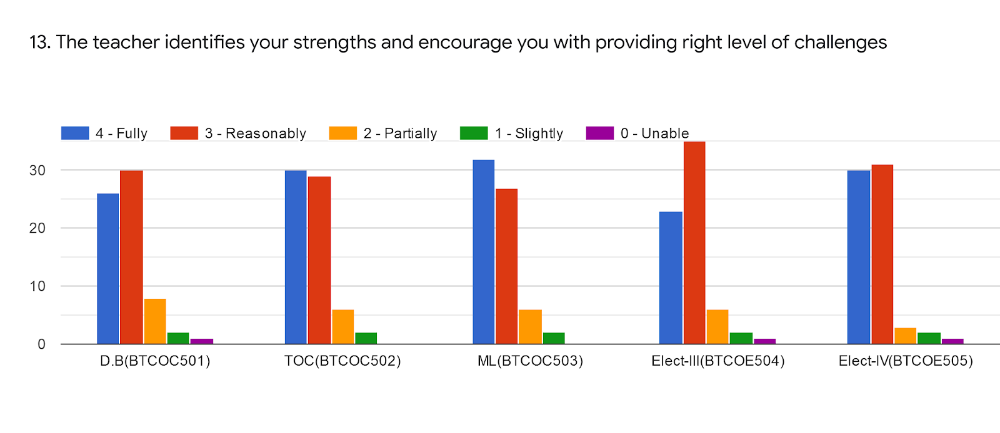 13. The teacher identifies your strengths and encourage you with providing right level of challenges
4 - Fully 3 - Reasonably 2 - Partially 1 - Slightly 0 - Unable
30
20
10
0
D.B(BTCOC501) TOC(BTCOC502) ML(BTCOC503) Elect-III(BTCOE504) Elect-IV(BTCOE505)